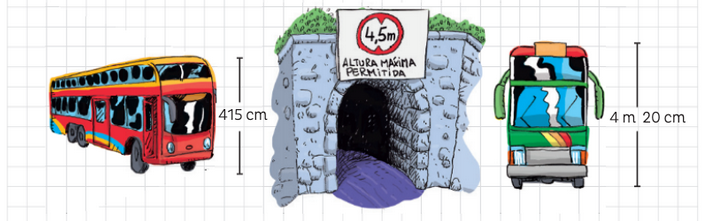 415 cm
4,5m
ALTURA MÁXIMA
PERMITIDA
4 m 20 cm